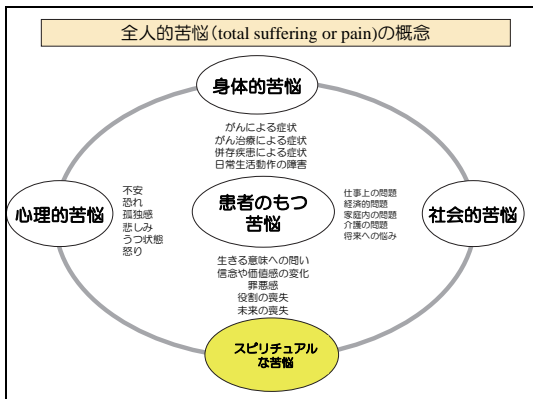 全人的苦悩(total suffering or pain)の概念
身体的苦悩
がんによる症状
がん治療による症状
併存疾患による症状
日常生活動作の障害
心理的苦悩
不安
恐れ
孤独感
悲しみ
うつ状態
怒り
患者のもつ
苦悩
仕事上の問題
経済的問題
家庭内の問題
介護の問題
将来への悩み
社会的苦悩
生きる意味への問い
信念や価値感の変化
罪悪感
役割の喪失
未来の喪失
スピリチュアル
な苦悩